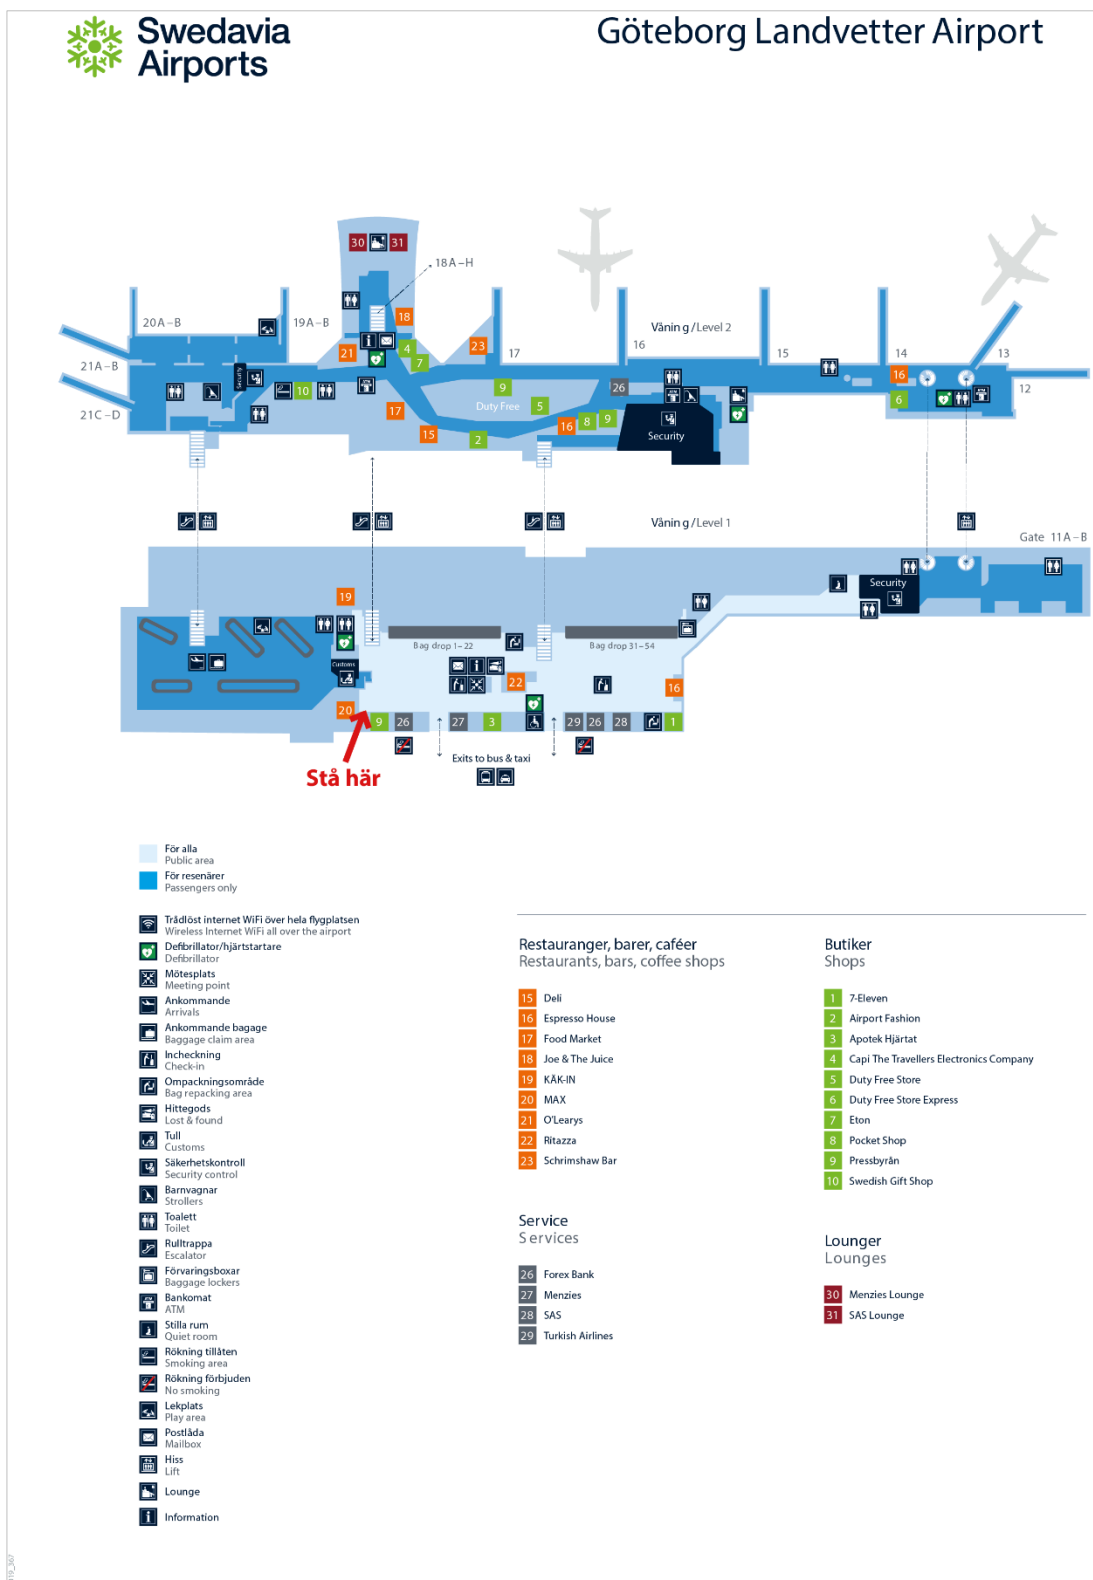 Swedavia
Airports
Göteborg Landvetter Airport
30
31
18A–H
20A–B
19A–B
18
Våning/Level 2
21
4
7
23
17
16
15
14
13
12
21A–B
21C–D
Security
10
17
15
9
Duty Free
5
2
16
8
9
26
Security
16
6
Våning/Level 1
Gate 11A–B
Security
19
Bag drop 1–22
Bag drop 31–54
Customs
22
16
20
9
26
27
3
29
26
28
1
Stå här
Exits to bus & taxi
För alla
Public area
För resenärer
Passengers only
Trådlöst internet WiFi över hela flygplatsen
Wireless Internet WiFi all over the airport
Defibrillator/hjärtstartare
Defibrillator
Mötesplats
Meeting point
Ankommande
Arrivals
Ankommande bagage
Baggage claim area
Incheckning
Check-in
Ompackningsområde
Bag repacking area
Hittegods
Lost & found
Tull
Customs
Säkerhetskontroll
Security control
Barnvagnar
Strollers
Toalett
Toilet
Rulltrappa
Escalator
Förvaringsboxar
Baggage lockers
Bankomat
ATM
Stilla rum
Quiet room
Rökning tillåten
Smoking area
Rökning förbjuden
No smoking
Lekplats
Play area
Postlåda
Mailbox
Hiss
Lift
Lounge
Information
Restauranger, barer, caféer
Restaurants, bars, coffee shops
15 Deli
16 Espresso House
17 Food Market
18 Joe & The Juice
19 KÄK-IN
20 MAX
21 O'Learys
22 Ritazza
23 Schrimshaw Bar
Service
Services
26 Forex Bank
27 Menzies
28 SAS
29 Turkish Airlines
Butiker
Shops
1 7-Eleven
2 Airport Fashion
3 Apotek Hjärtat
4 Capi The Travellers Electronics Company
5 Duty Free Store
6 Duty Free Store Express
7 Eton
8 Pocket Shop
9 Pressbyrån
10 Swedish Gift Shop
Lounger
Lounges
30 Menzies Lounge
31 SAS Lounge